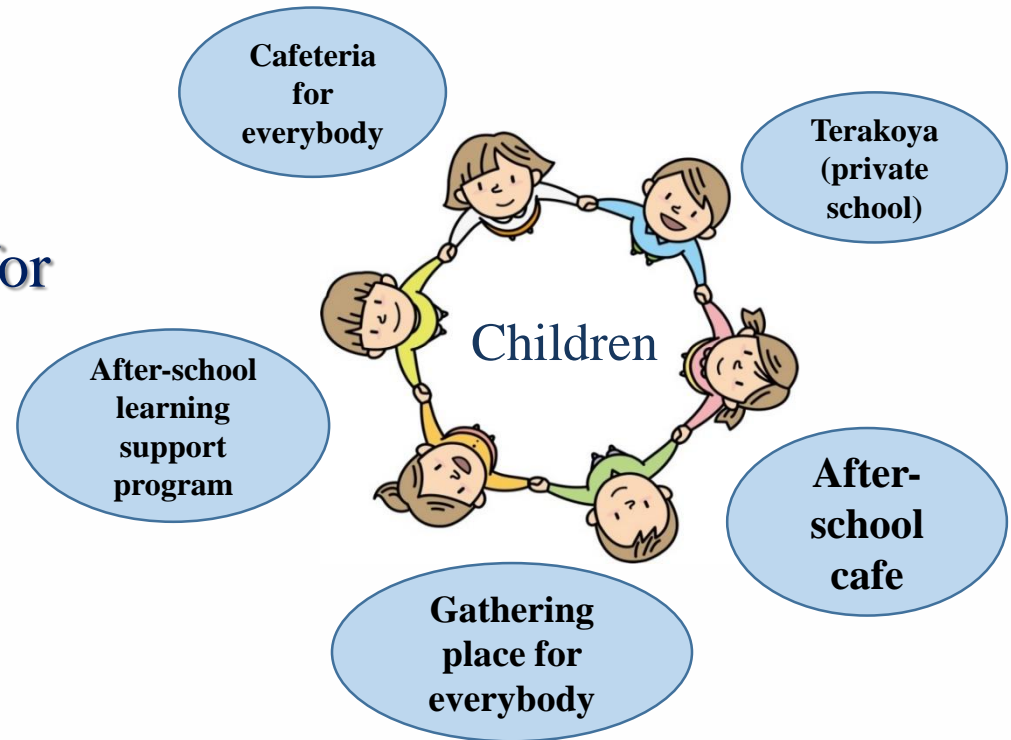 Cafeteria
for
everybody
Terakoya
(private
school)
for
After-school
learning
support
program
Children
After-
school
cafe
Gathering
place for
everybody